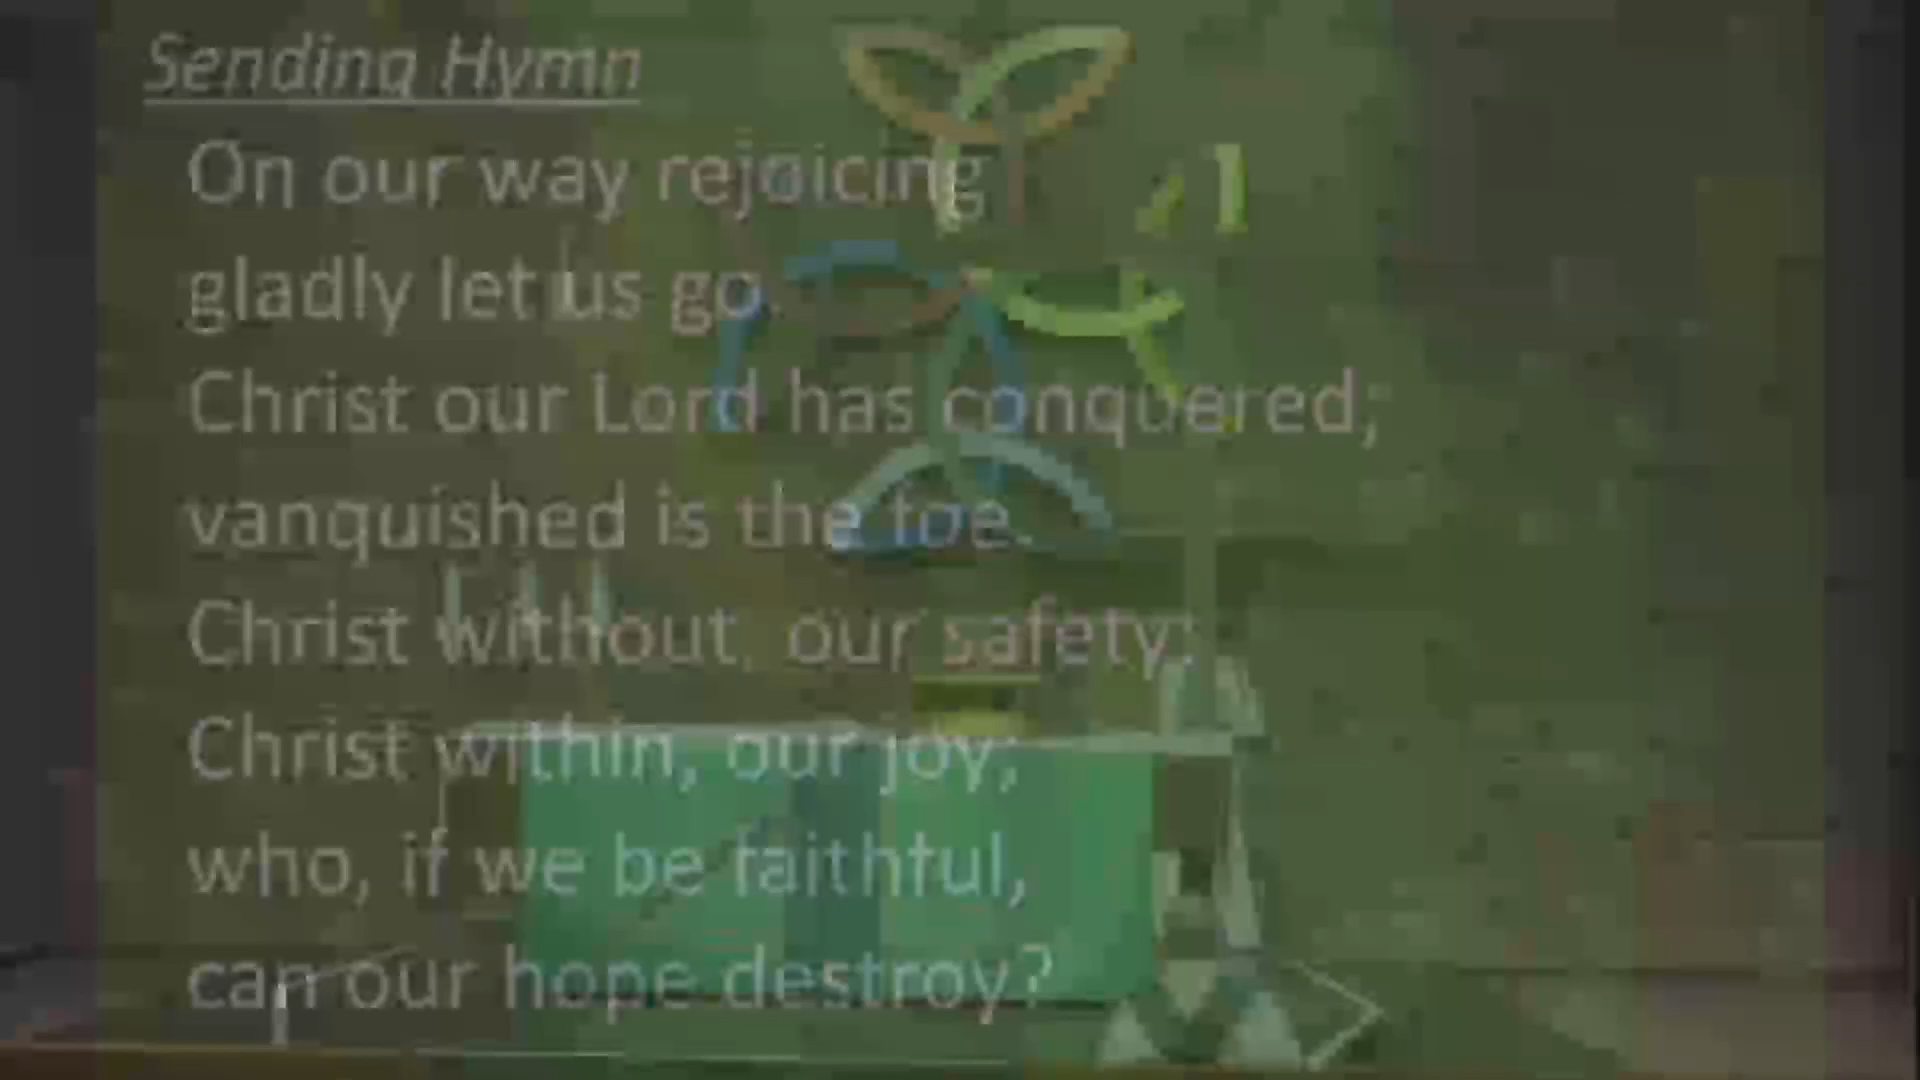 Sending Hymn
On our way rejoicing
gladly let us go.
Christ our Lord has conquered;
vanquished is the foe.
Christ without, our safety;
Christ within, our joy;
who, if we be faithful,
can our hope destroy?